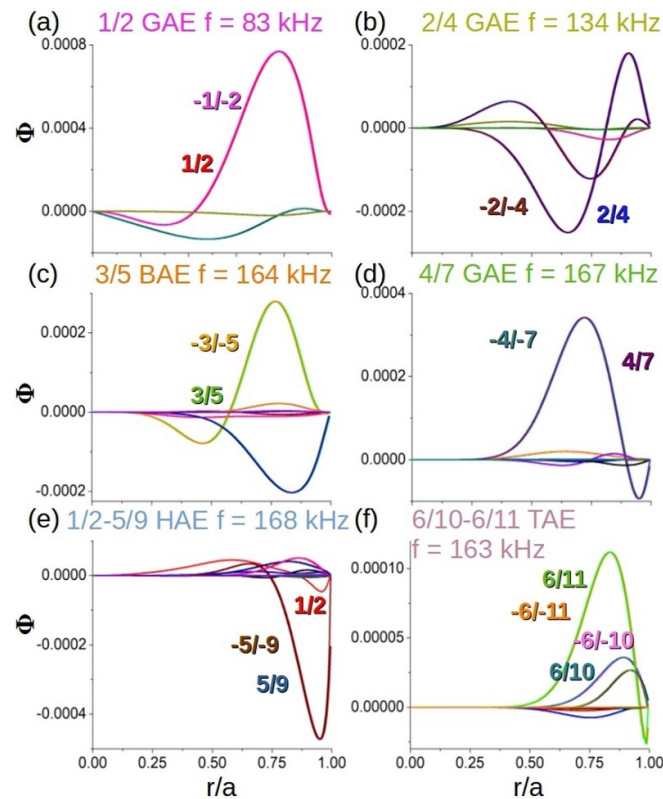 (a) 1/2 GAE f = 83 kHz
0.0008
0.0004
0.0000
Φ
-1/-2
1/2
(b) 2/4 GAE f = 134 kHz
-0.0002
0.0000
-0.0002
Φ
-2/-4
2/4
(c) 3/5 BAE f = 164 kHz
0.0002
0.0000
-0.0002
Φ
-3/-5
3/5
(d) 4/7 GAE f = 167 kHz
0.0004
0.0002
0.0000
-4/-7
4/7
(e) 1/2-5/9 HAE f = 168 kHz
0.0000
-0.0002
-0.0004
Φ
1/2
-5/-9
5/9
0.00 0.25 0.50 0.75 1.00
r/a
(f) 6/10-6/11 TAE
f = 163 kHz
0.00010
0.00005
0.00000
6/11
-6/-11
-6/-10
6/10
0.00 0.25 0.50 0.75 1.00
r/a